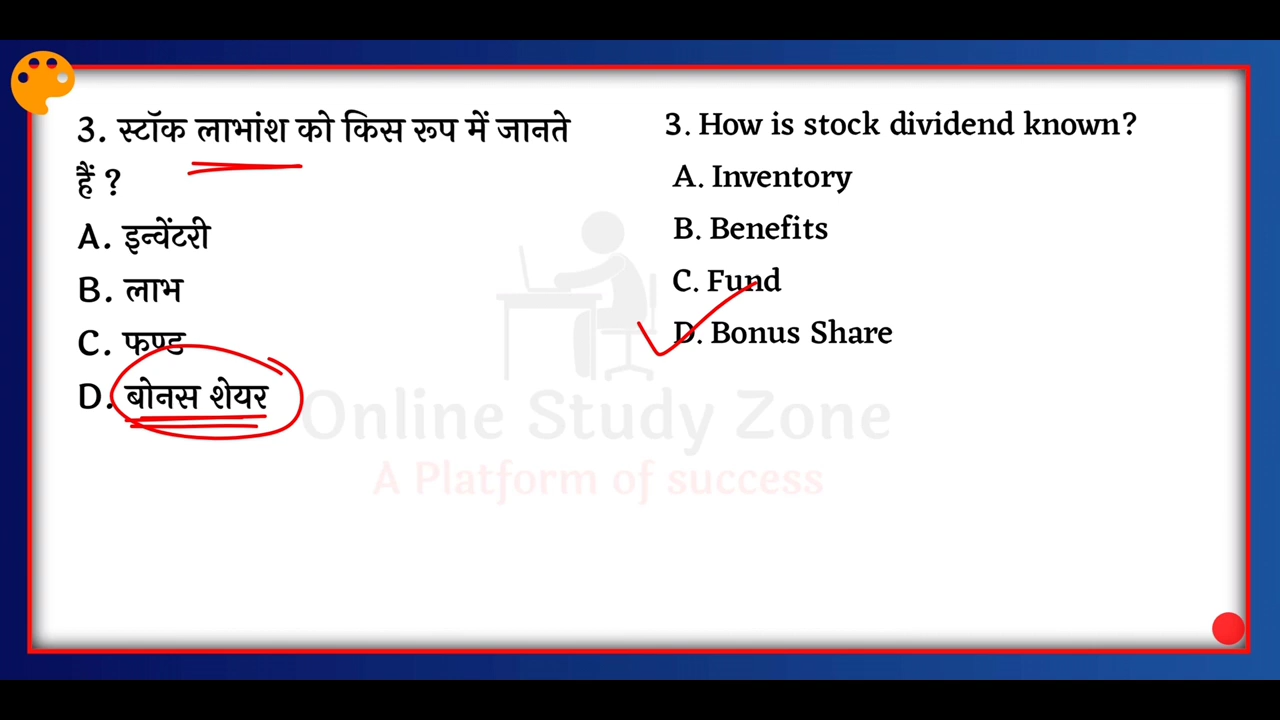 3. स्टॉक लाभांश को किस रूप में जानते
हैं ?
A. इन्वेंटरी
B. लाभ
C. फण्ड
D. बोनस शेयर
3. How is stock dividend known?
A. Inventory
B. Benefits
C. Fund
D. Bonus Share
Online Study Zone
A Platform of success